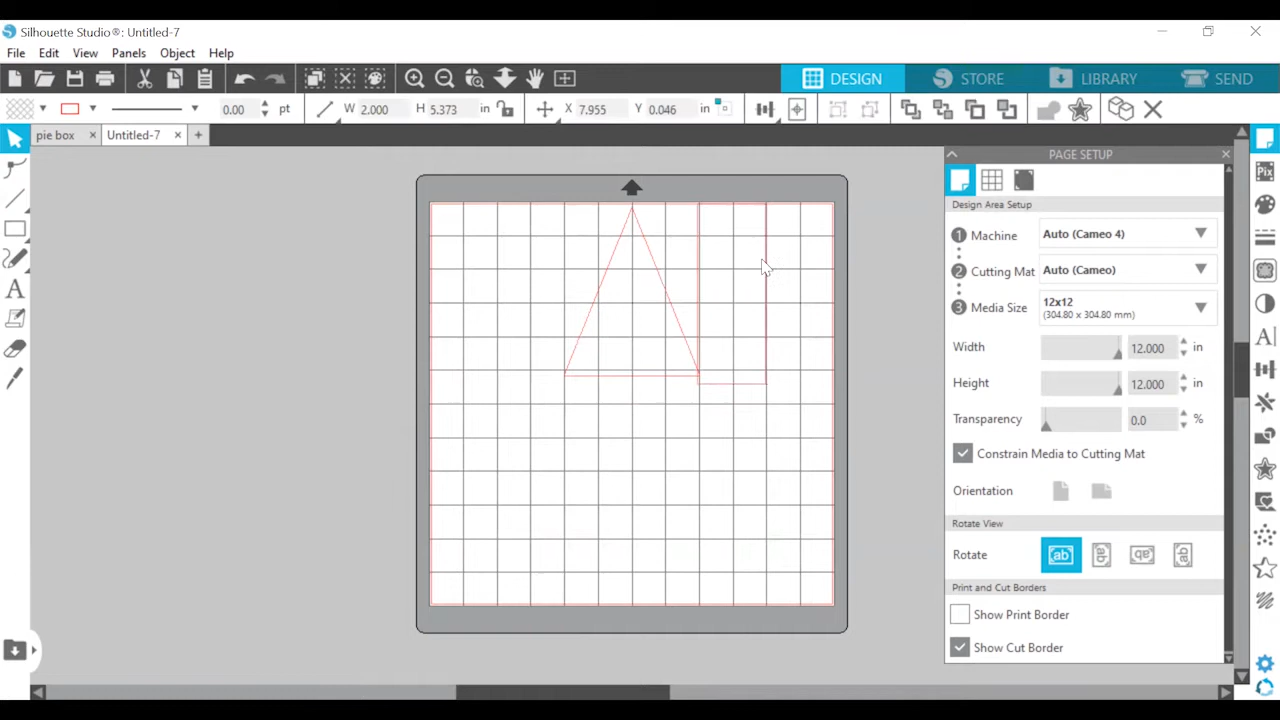 Silhouette Studio®: Untitled-7
File Edit View Panels Object Help
DESIGN STORE LIBRARY SEND
0.00 pt W 2.000 H 5.373 in X 7.955 Y 0.046 in
pie box Untitled-7
PAGE SETUP
Pix
Design Area Setup
1 Machine Auto (Cameo 4)
2 Cutting Mat Auto (Cameo)
3 Media Size 12x12
(304.80 x 304.80 mm)
Width 12.000 in
Height 12.000 in
Transparency 0.0 %
Constrain Media to Cutting Mat
Orientation
Rotate View
Rotate ab ab ab ab
Print and Cut Borders
Show Print Border
Show Cut Border